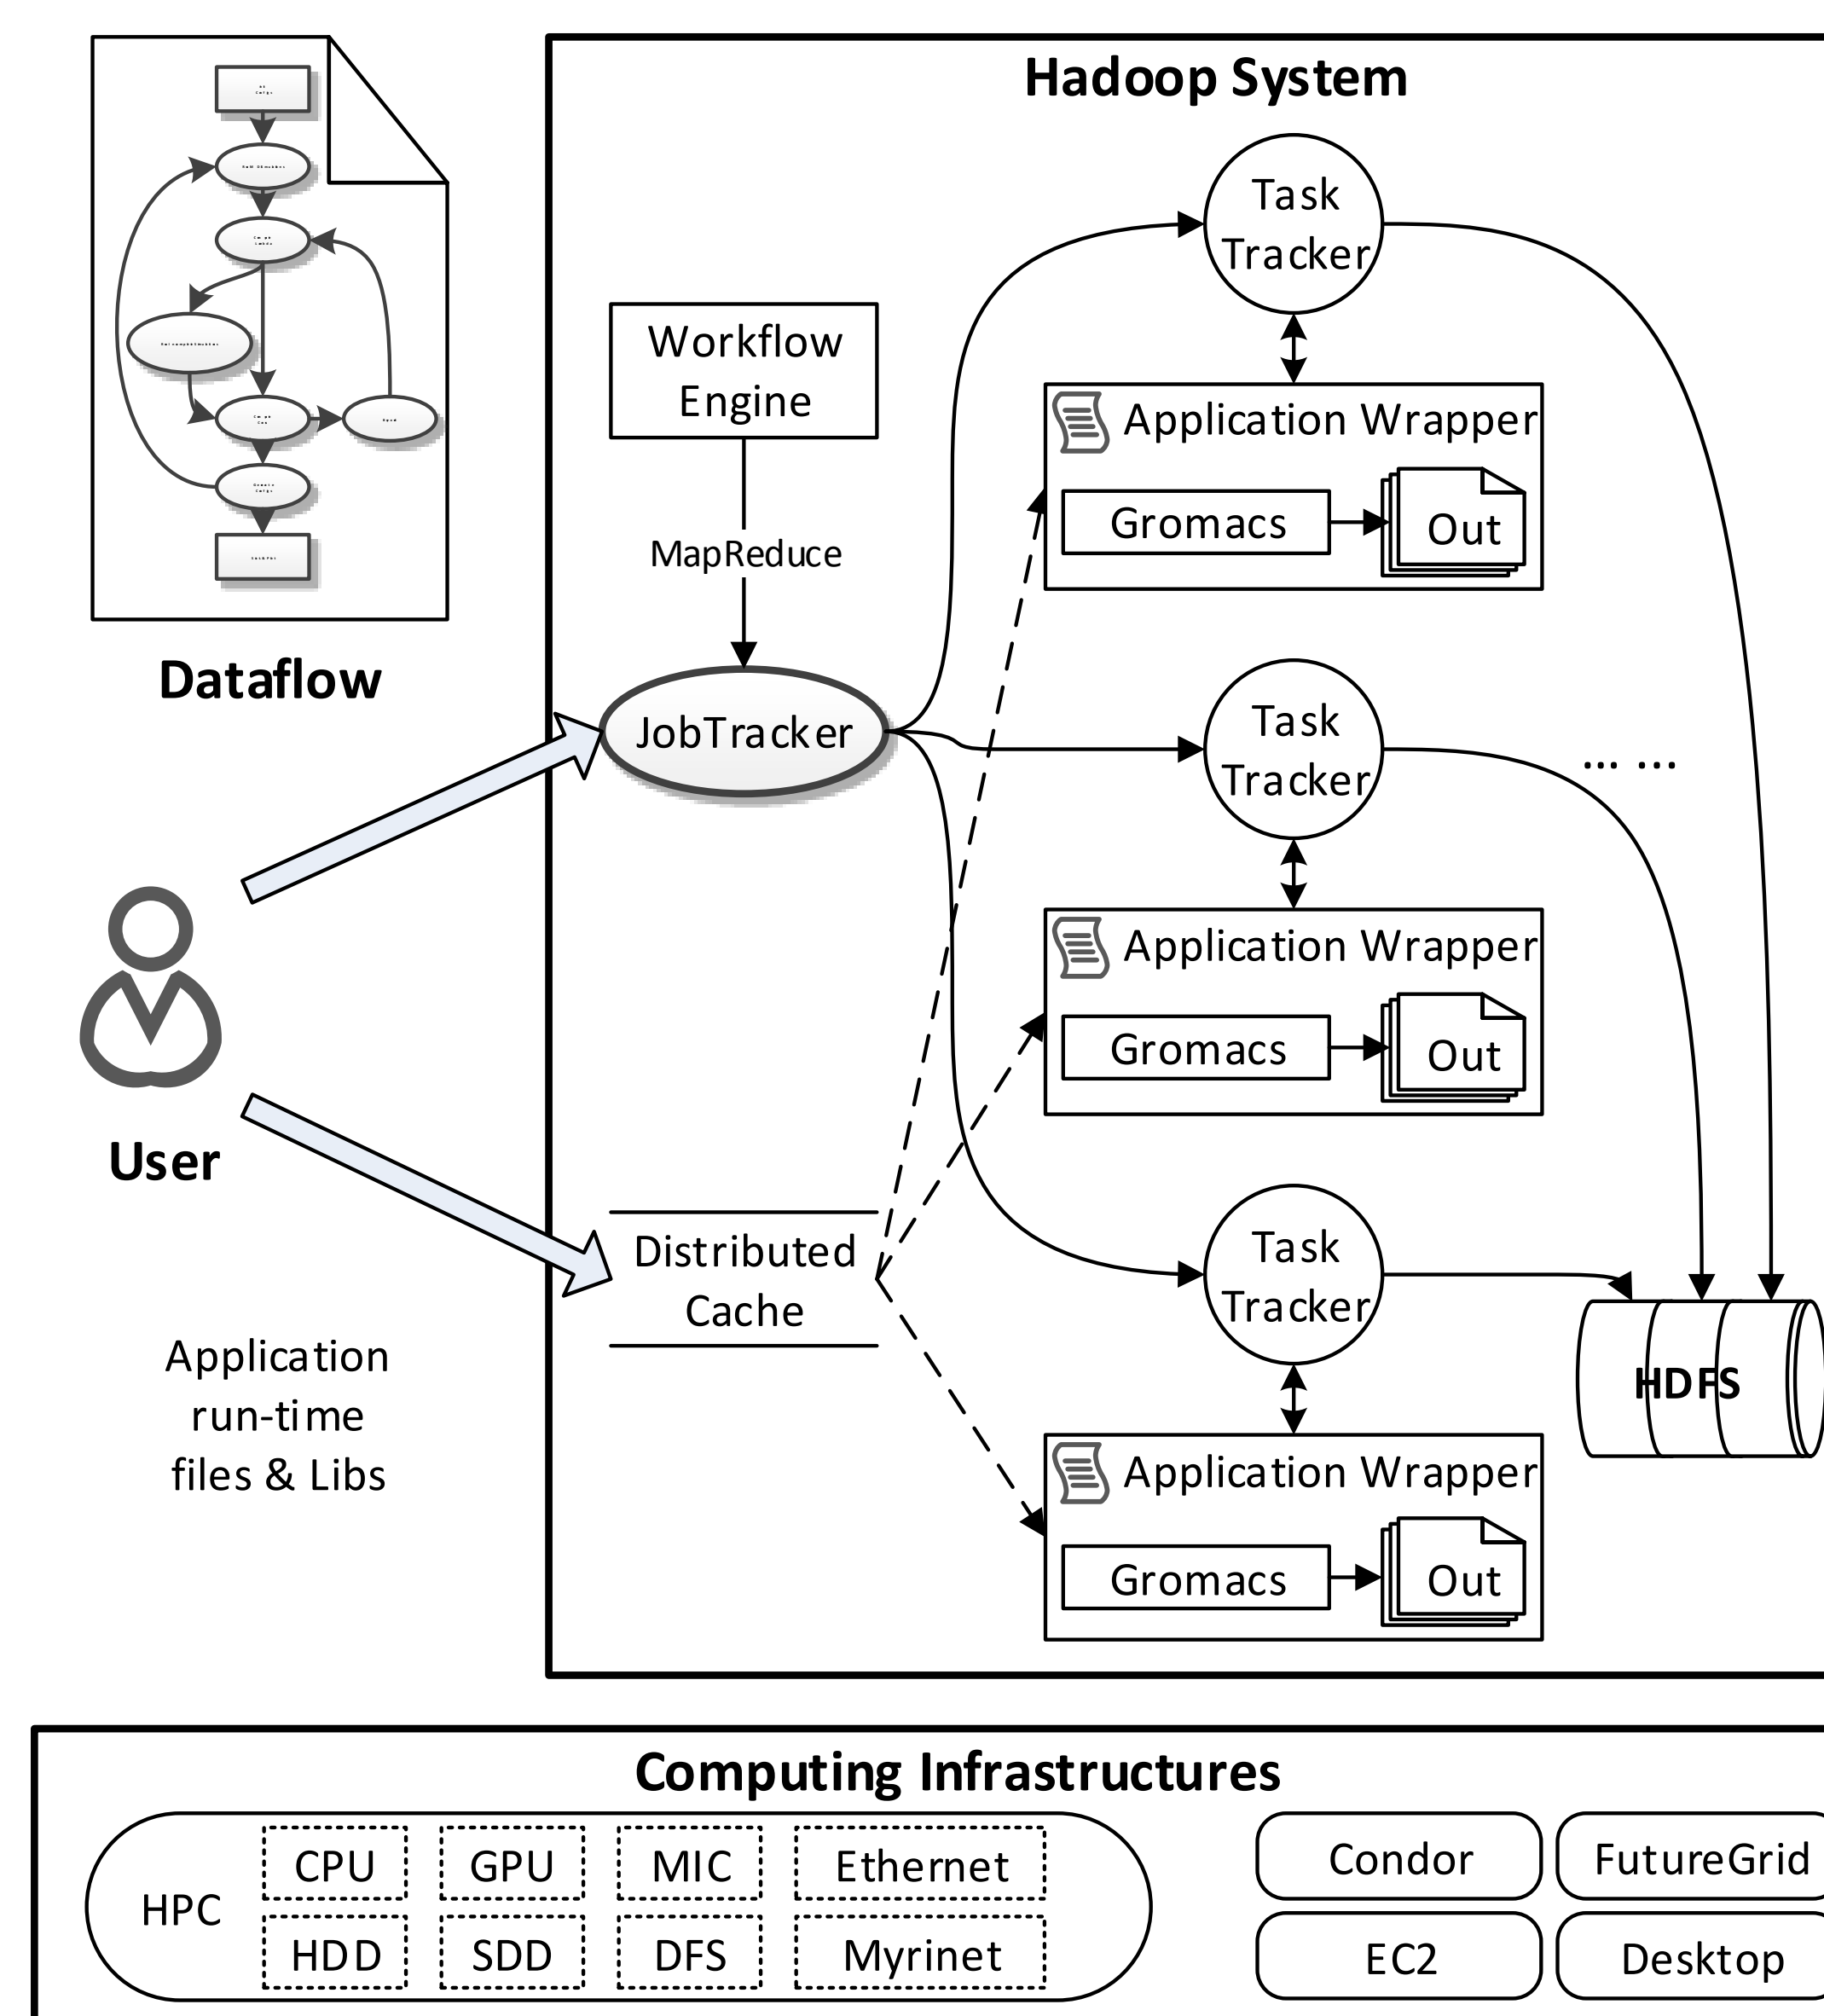 Hadoop System
Task
Tracker
Workflow
Engine
Application Wrapper
Gromacs
Out
MapReduce
Dataflow
JobTracker
Task
Tracker
... ...
Application Wrapper
Gromacs
Out
User
Distributed
Cache
Task
Tracker
Application
run-time
files & Libs
HDFS
Application Wrapper
Gromacs
Out
Computing Infrastructures
HPC
CPU
GPU
MIC
Ethernet
HDD
SDD
DFS
Myrinet
Condor
FutureGrid
EC2
Desktop